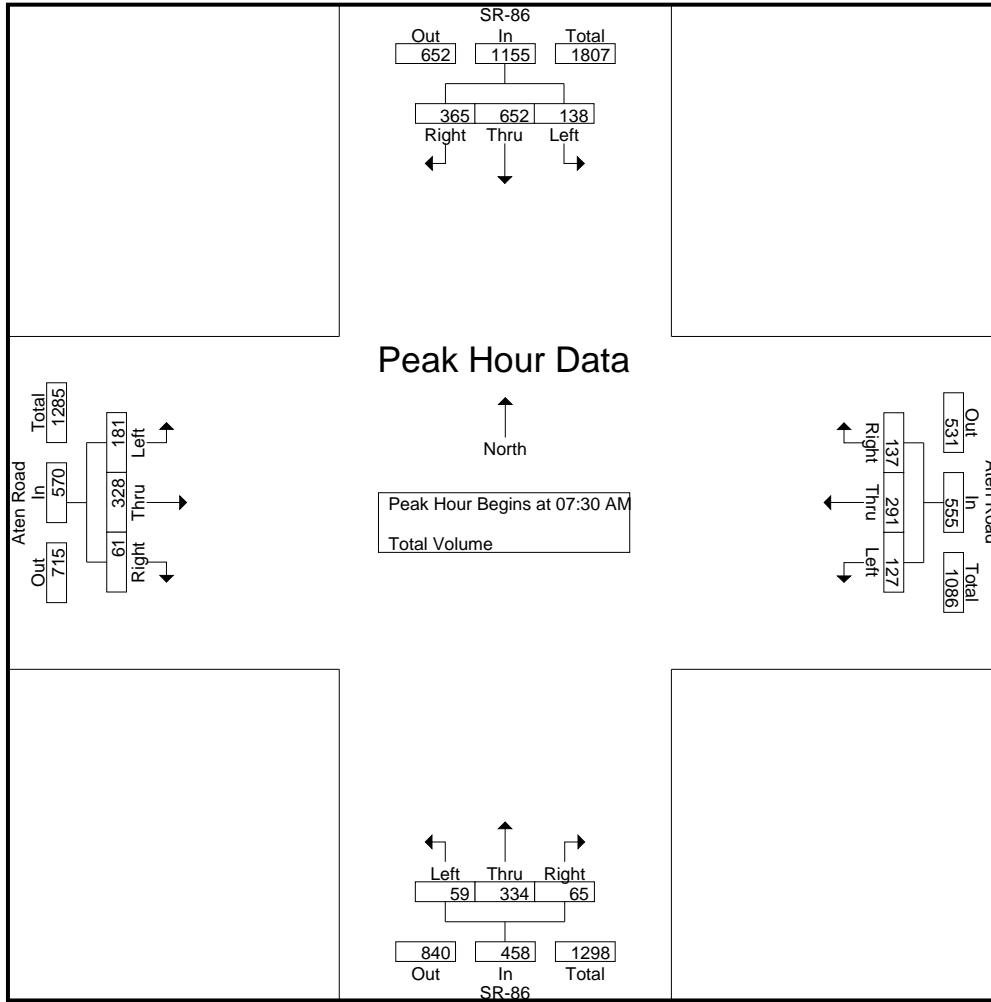 SR-86
Out In Total
652 1155 1807
365 652 138
Right Thru Left
Peak Hour Data
North
Peak Hour Begins at 07:30 AM
Total Volume
Aten Road
Out In Total
715 570 1285
181 328 61
Left Thru Right
Aten Road
Out In Total
531 555 1086
137 291 127
Right Thru Left
Left Thru Right
59 334 65
840 458 1298
Out In Total
SR-86